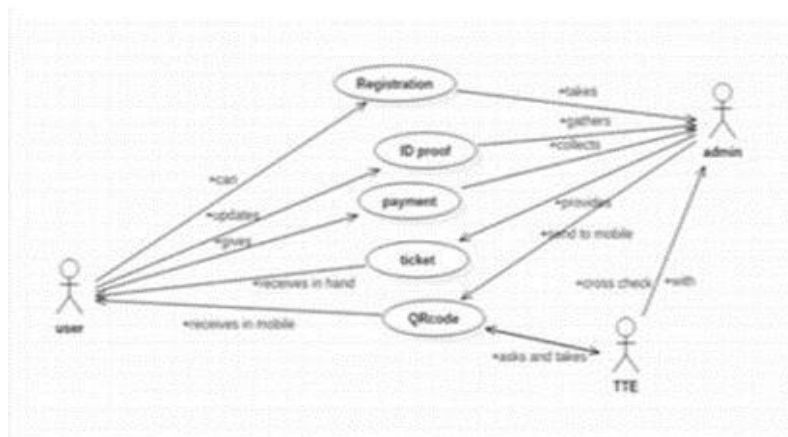 Registration
+takes
+gathers
ID proof
+collects
admin
+can
payment
+updates
+provides
+gives
+send to mobile
ticket
+receives in hand
+cross check
+with
QRcode
+receives in mobile
user
+asks and takes
TTE